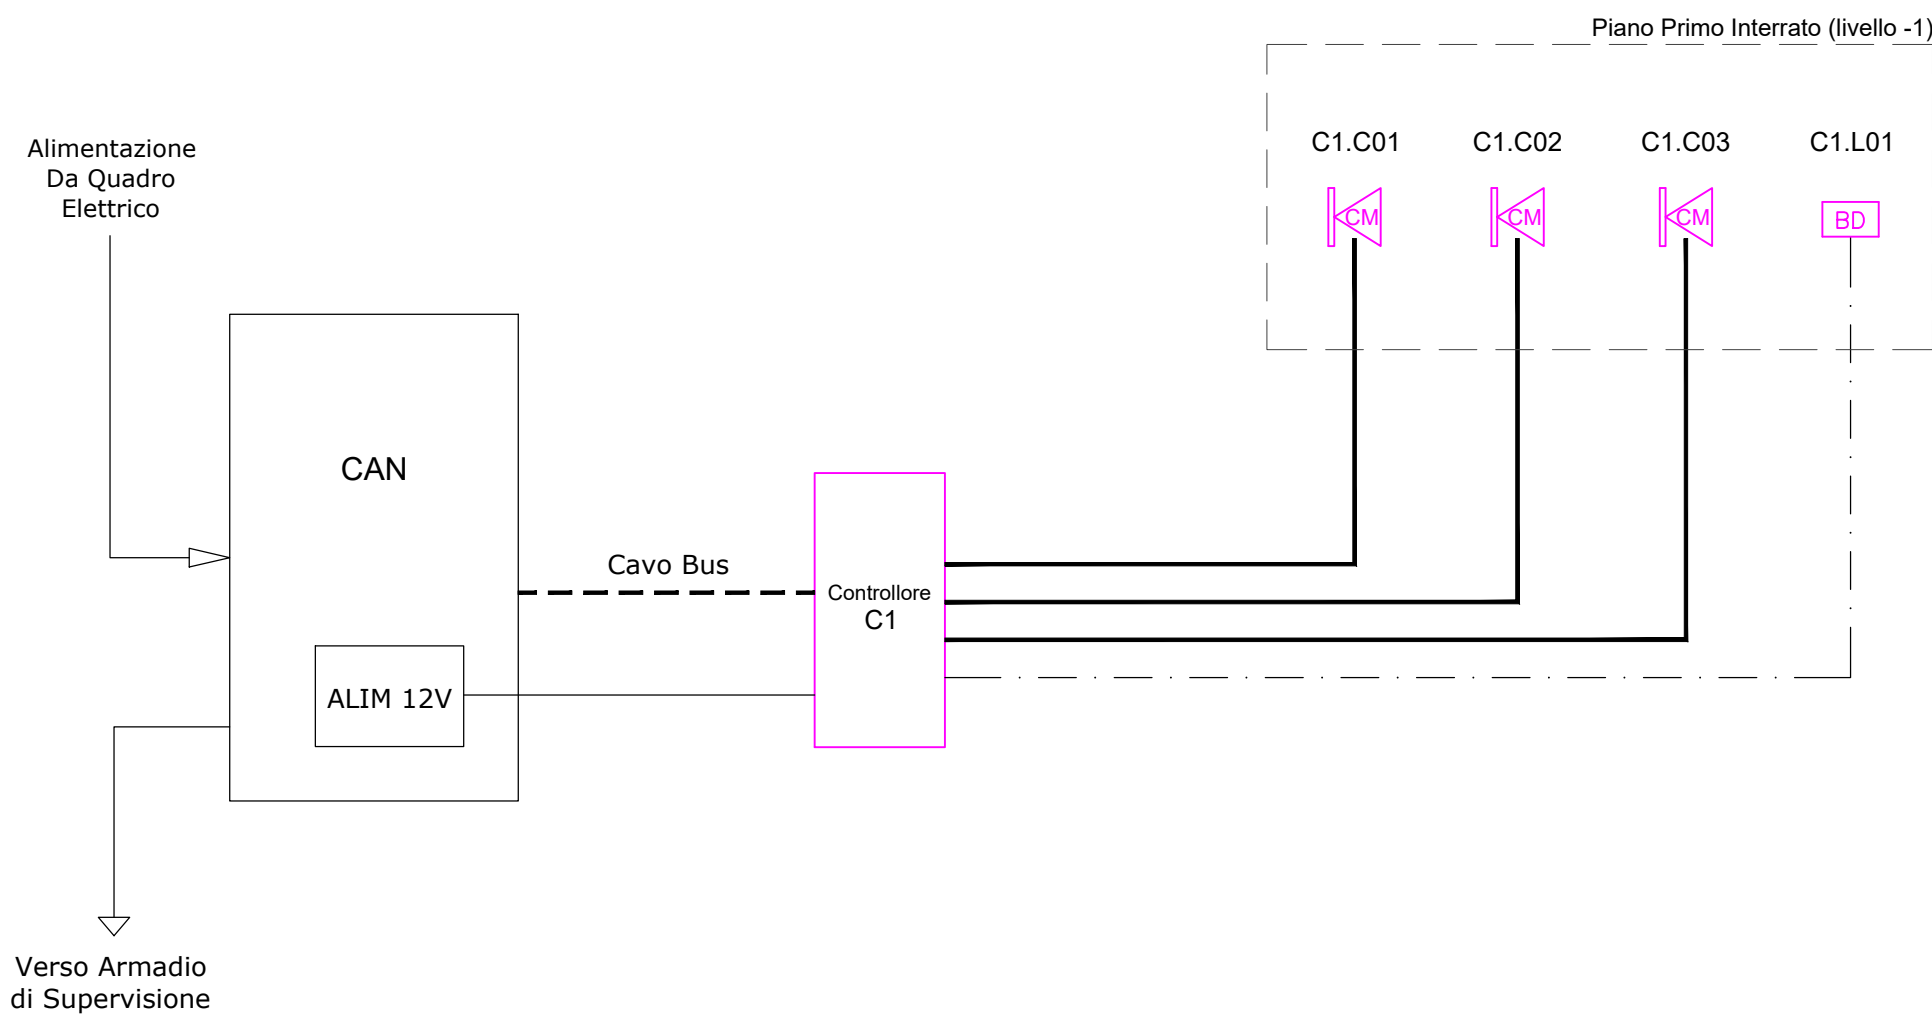 Piano Primo Interrato (livello -1)
C1.C01 C1.C02 C1.C03 C1.L01
CM CM CM BD
Alimentazione
Da Quadro
Elettrico
CAN
Cavo Bus
Controllore
C1
ALIM 12V
Verso Armadio
di Supervisione